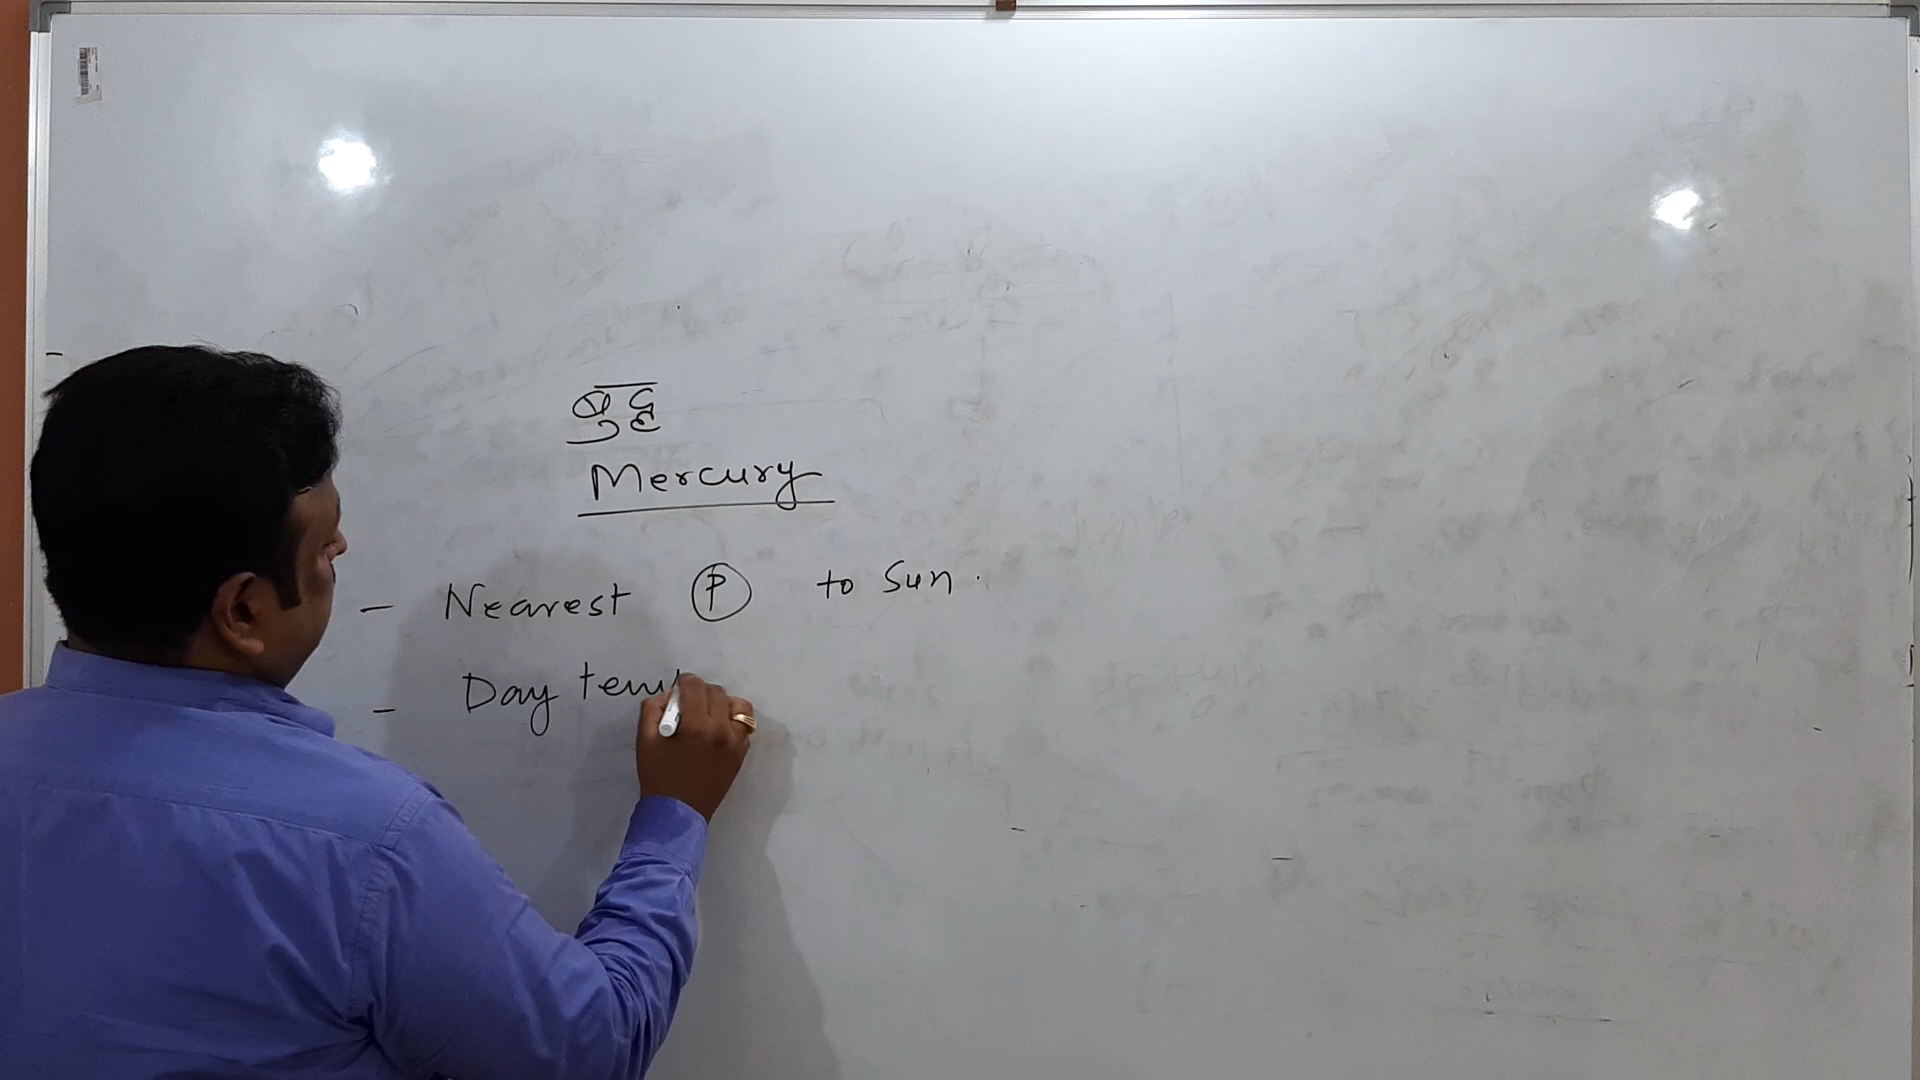 बुद्ध
Mercury
- Nearest Ⓟ to Sun.
- Day temp